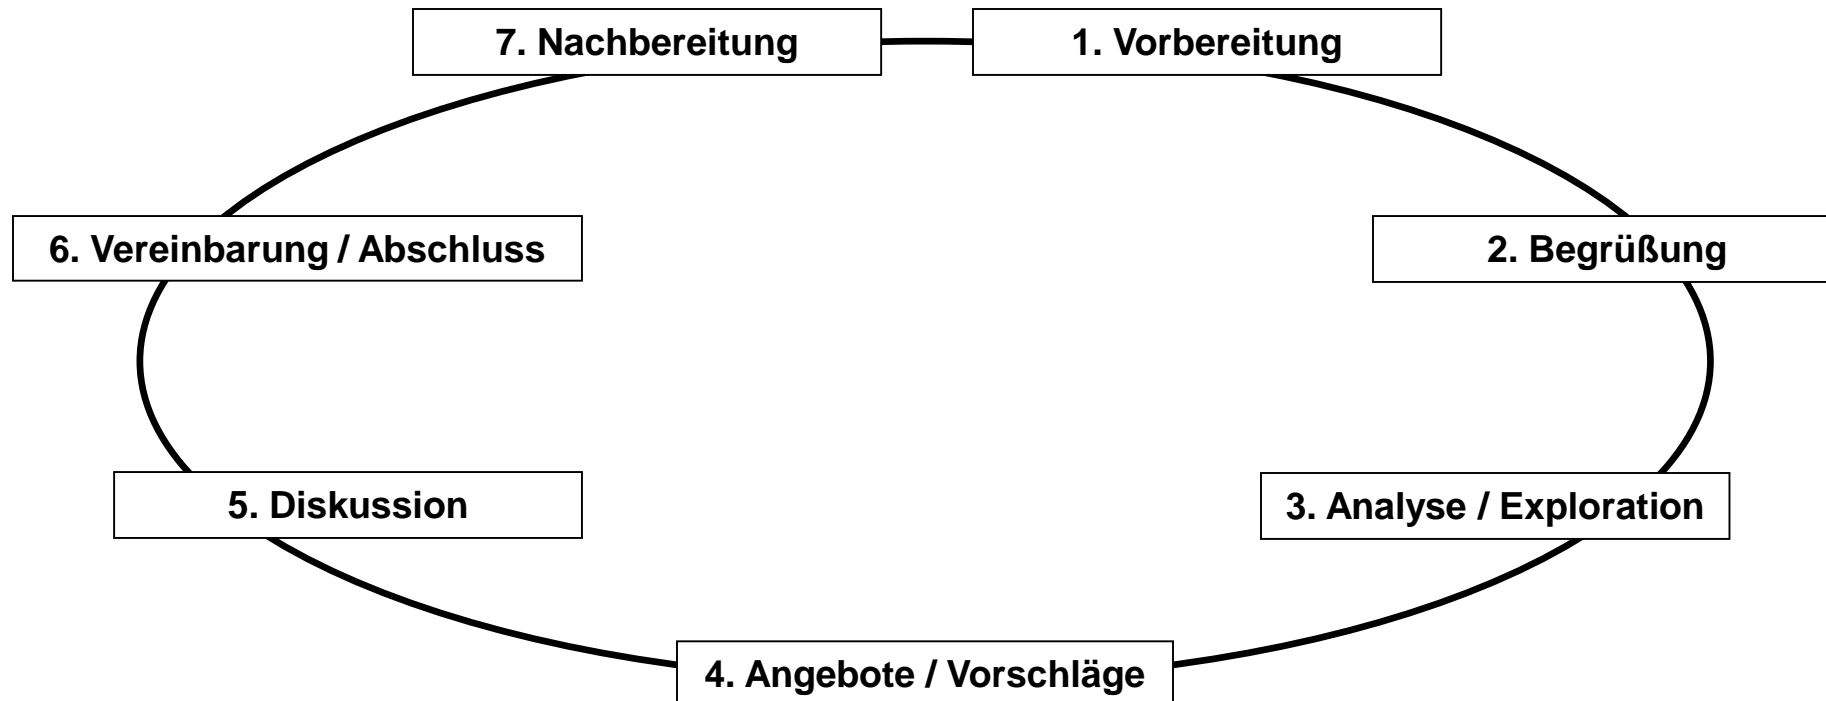 7. Nachbereitung
1. Vorbereitung
6. Vereinbarung / Abschluss
2. Begrüßung
5. Diskussion
3. Analyse / Exploration
4. Angebote / Vorschläge